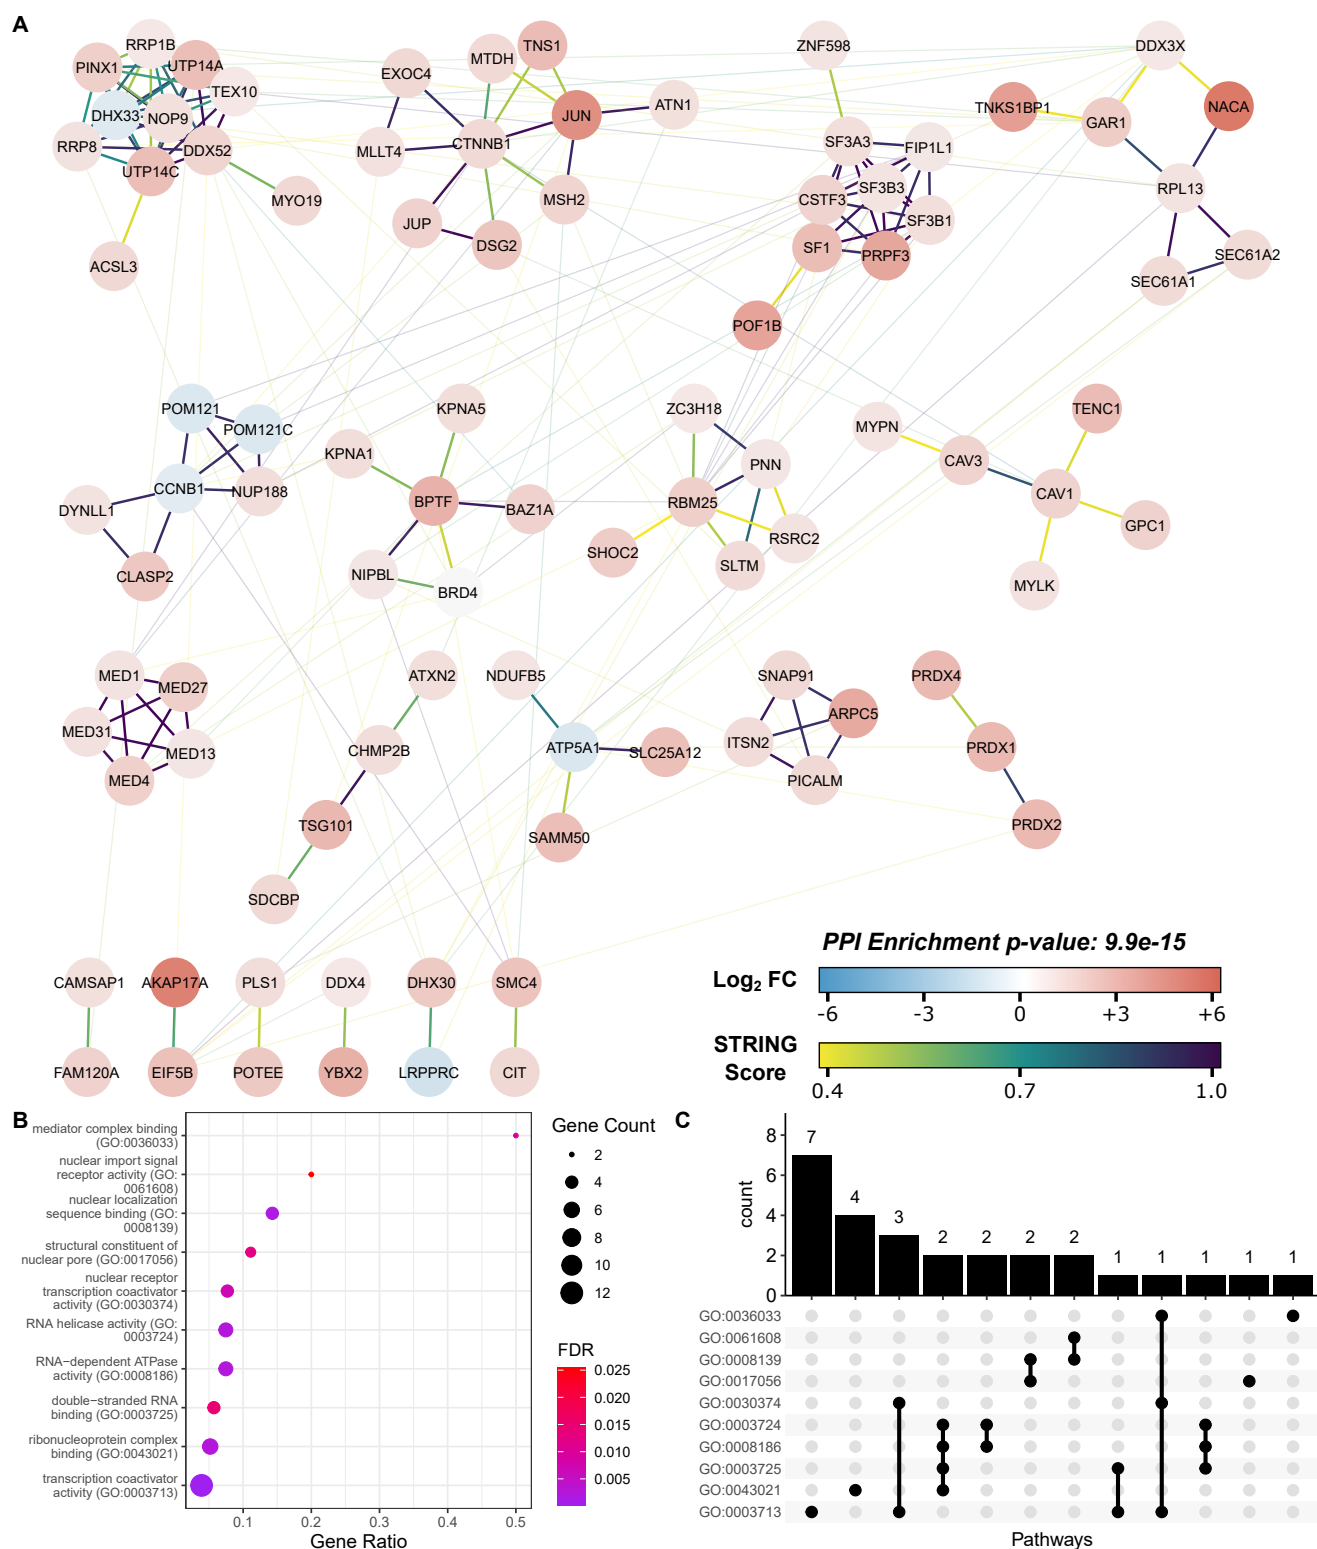 A
RRP1B
PINX1
UTP14A
TEX10
DHX33
NOP9
RRP8
DDX52
UTP14C
MYO19
ACSL3
EXOC4
MTDH
TNS1
JUN
ATN1
MLLT4
CTNNB1
MSH2
JUP
DSG2
ZNF598
SF3A3
FIP1L1
SF3B3
CSTF3
SF3B1
SF1
PRPF3
POF1B
DDX3X
TNKS1BP1
GAR1
NACA
RPL13
SEC61A2
SEC61A1
POM121
POM121C
CCNB1
NUP188
DYNLL1
CLASP2
KPNA5
KPNA1
BPTF
BAZ1A
NIPBL
BRD4
ZC3H18
PNN
RBM25
SHOC2
RSRC2
SLTM
MYPN
CAV3
TENC1
CAV1
GPC1
MYLK
MED1
MED27
MED31
MED13
MED4
ATXN2
CHMP2B
TSG101
SDCBP
NDUFB5
ATP5A1
SLC25A12
SAMM50
SNAP91
ARPC5
ITSN2
PICALM
PRDX4
PRDX1
PRDX2
CAMSAP1
AKAP17A
PLS1
DDX4
DHX30
SMC4
FAM120A
EIF5B
POTEE
YBX2
LRPPRC
CIT
PPI Enrichment p-value: 9.9e-15
Log₂ FC
-6 -3 0 +3 +6
STRING
Score
0.4 0.7 1.0
B
mediator complex binding
(GO:0036033)
nuclear import signal
receptor activity (GO:
0061608)
nuclear localization
sequence binding (GO:
0008139)
structural constituent of
nuclear pore (GO:0017056)
nuclear receptor
transcription coactivator
activity (GO:0030374)
RNA helicase activity (GO:
0003724)
RNA−dependent ATPase
activity (GO:0008186)
double−stranded RNA
binding (GO:0003725)
ribonucleoprotein complex
binding (GO:0043021)
transcription coactivator
activity (GO:0003713)
0.1 0.2 0.3 0.4 0.5
Gene Ratio
Gene Count
2
4
6
8
10
12
FDR
0.025
0.020
0.015
0.010
0.005
C
count
8
6
4
2
0
7 4 3 2 2 2 2 1 1 1 1 1
GO:0036033
GO:0061608
GO:0008139
GO:0017056
GO:0030374
GO:0003724
GO:0008186
GO:0003725
GO:0043021
GO:0003713
Pathways